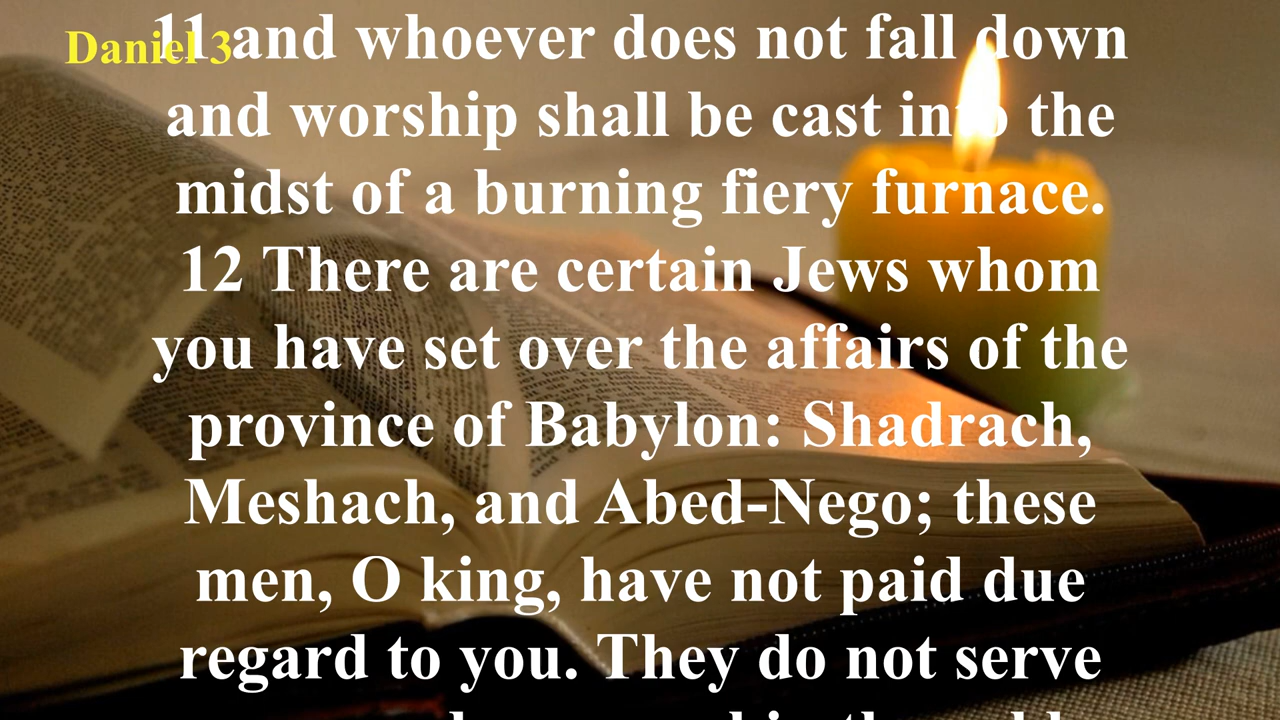 Daniel 3
11 and whoever does not fall down
and worship shall be cast into the
midst of a burning fiery furnace.
12 There are certain Jews whom
you have set over the affairs of the
province of Babylon: Shadrach,
Meshach, and Abed-Nego; these
men, O king, have not paid due
regard to you. They do not serve